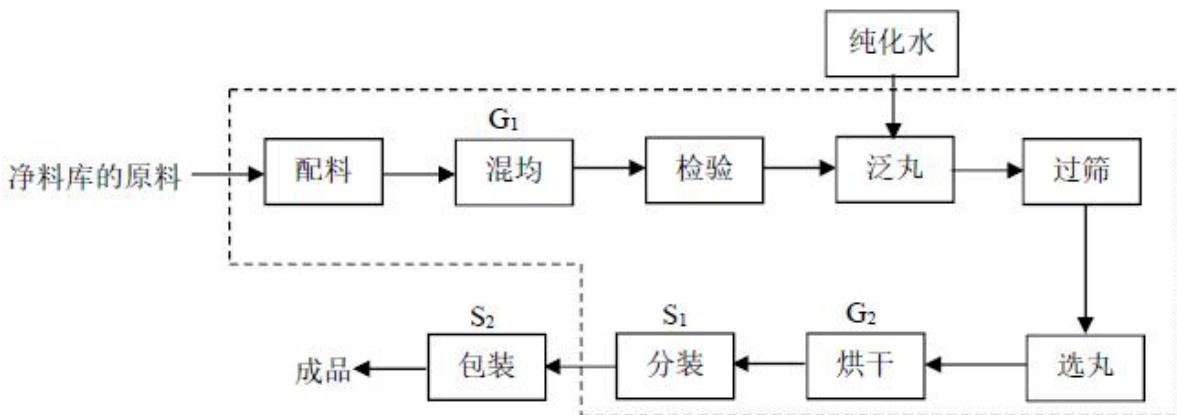 纯化水
G₁
净料库的原料
配料
混均
检验
泛丸
过筛
S₂
S₁
G₂
成品
包装
分装
烘干
选丸